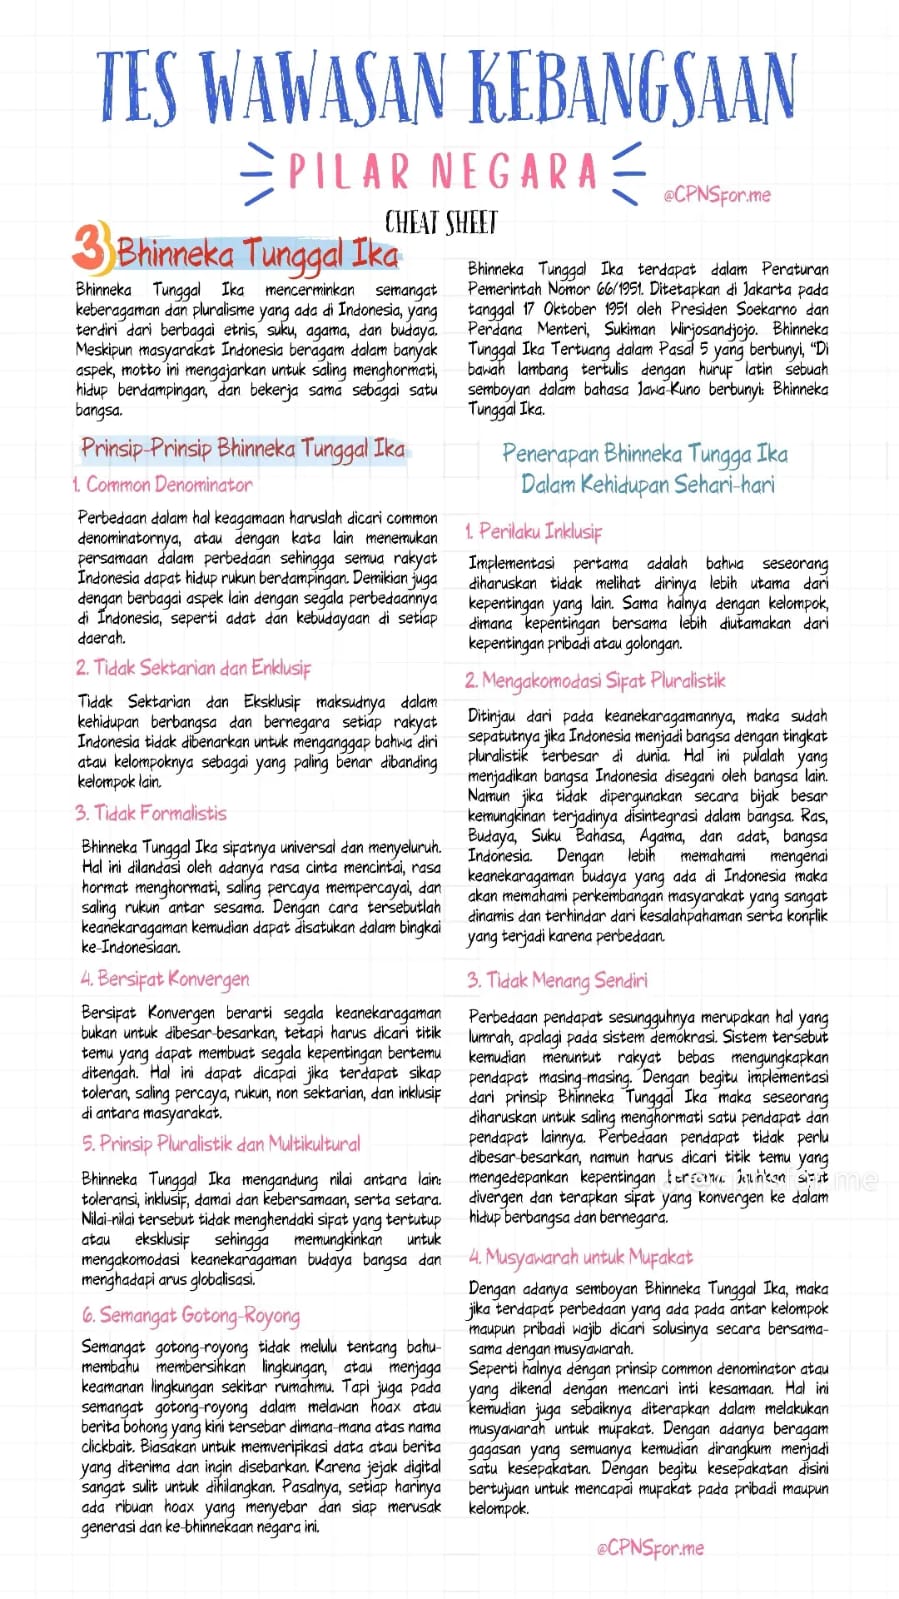 TES WAWASAN KEBANGSAAN
PILAR NEGARA
@CPNSfor.me
CHEAT SHEET
3 Bhinneka Tunggal Ika
Bhinneka Tunggal Ika mencerminkan semangat
keberagaman dan pluralisme yang ada di Indonesia, yang
terdiri dari berbagai etnis, suku, agama, dan budaya.
Meskipun masyarakat Indonesia beragam dalam banyak
aspek, motto ini mengajarkan untuk saling menghormati,
hidup berdampingan, dan bekerja sama sebagai satu
bangsa.
Prinsip-Prinsip Bhinneka Tunggal Ika
1. Common Denominator
Perbedaan dalam hal keagamaan haruslah dicari common
denominatornya, atau dengan kata lain menemukan
persamaan dalam perbedaan sehingga semua rakyat
Indonesia dapat hidup rukun berdampingan. Demikian juga
dengan berbagai aspek lain dengan segala perbedaannya
di Indonesia, seperti adat dan kebudayaan di setiap
daerah.
2. Tidak Sektarian dan Enklusif
Tidak Sektarian dan Eksklusif maksudnya dalam
kehidupan berbangsa dan bernegara setiap rakyat
Indonesia tidak dibenarkan untuk menganggap bahwa diri
atau kelompoknya sebagai yang paling benar dibanding
kelompok lain.
3. Tidak Formalistis
Bhinneka Tunggal Ika sifatnya universal dan menyeluruh.
Hal ini dilandasi oleh adanya rasa cinta mencintai, rasa
hormat menghormati, saling percaya mempercayai, dan
saling rukun antar sesama. Dengan cara tersebutlah
keanekaragaman kemudian dapat disatukan dalam bingkai
ke-Indonesiaan.
4. Bersifat Konvergen
Bersifat Konvergen berarti segala keanekaragaman
bukan untuk dibesar-besarkan, tetapi harus dicari titik
temu yang dapat membuat segala kepentingan bertemu
ditengah. Hal ini dapat dicapai jika terdapat sikap
toleran, saling percaya, rukun, non sektarian, dan inklusif
di antara masyarakat.
5. Prinsip Pluralistik dan Multikultural
Bhinneka Tunggal Ika mengandung nilai antara lain:
toleransi, inklusif, damai dan kebersamaan, serta setara.
Nilai-nilai tersebut tidak menghendaki sifat yang tertutup
atau eksklusif sehingga memungkinkan untuk
mengakomodasi keanekaragaman budaya bangsa dan
menghadapi arus globalisasi.
6. Semangat Gotong-Royong
Semangat gotong-royong tidak melulu tentang bahu-
membahu membersihkan lingkungan, atau menjaga
keamanan lingkungan sekitar rumahmu. Tapi juga pada
semangat gotong-royong dalam melawan hoax atau
berita bohong yang kini tersebar dimana-mana atas nama
clickbait. Biasakan untuk memverifikasi data atau berita
yang diterima dan ingin disebarkan. Karena jejak digital
sangat sulit untuk dihilangkan. Pasalnya, setiap harinya
ada ribuan hoax yang menyebar dan siap merusak
generasi dan ke-bhinnekaan negara ini.
Bhinneka Tunggal Ika terdapat dalam Peraturan
Pemerintah Nomor 66/1951. Ditetapkan di Jakarta pada
tanggal 17 Oktober 1951 oleh Presiden Soekarno dan
Perdana Menteri, Sukiman Wirjosandjojo. Bhinneka
Tunggal Ika Tertuang dalam Pasal 5 yang berbunyi, "Di
bawah lambang tertulis dengan huruf latin sebuah
semboyan dalam bahasa Jawa-Kuno berbunyi: Bhinneka
Tunggal Ika.
Penerapan Bhinneka Tungga Ika
Dalam Kehidupan Sehari-hari
1. Perilaku Inklusif
Implementasi pertama adalah bahwa seseorang
diharuskan tidak melihat dirinya lebih utama dari
kepentingan yang lain. Sama halnya dengan kelompok,
dimana kepentingan bersama lebih diutamakan dari
kepentingan pribadi atau golongan.
2. Mengakomodasi Sifat Pluralistik
Ditinjau dari pada keanekaragamannya, maka sudah
sepatutnya jika Indonesia menjadi bangsa dengan tingkat
pluralistik terbesar di dunia. Hal ini pulalah yang
menjadikan bangsa Indonesia disegani oleh bangsa lain.
Namun jika tidak dipergunakan secara bijak besar
kemungkinan terjadinya disintegrasi dalam bangsa. Ras,
Budaya, Suku Bahasa, Agama, dan adat, bangsa
Indonesia. Dengan lebih memahami mengenai
keanekaragaman budaya yang ada di Indonesia maka
akan memahami perkembangan masyarakat yang sangat
dinamis dan terhindar dari kesalahpahaman serta konflik
yang terjadi karena perbedaan.
3. Tidak Menang Sendiri
Perbedaan pendapat sesungguhnya merupakan hal yang
lumrah, apalagi pada sistem demokrasi. Sistem tersebut
kemudian menuntut rakyat bebas mengungkapkan
pendapat masing-masing. Dengan begitu implementasi
dari prinsip Bhinneka Tunggal Ika maka seseorang
diharuskan untuk saling menghormati satu pendapat dan
pendapat lainnya. Perbedaan pendapat tidak perlu
dibesar-besarkan, namun harus dicari titik temu yang
mengedepankan kepentingan bersama. Jauhkan sifat
divergen dan terapkan sifat yang konvergen ke dalam
hidup berbangsa dan bernegara.
4. Musyawarah untuk Mufakat
Dengan adanya semboyan Bhinneka Tunggal Ika, maka
jika terdapat perbedaan yang ada pada antar kelompok
maupun pribadi wajib dicari solusinya secara bersama-
sama dengan musyawarah.
Seperti halnya dengan prinsip common denominator atau
yang dikenal dengan mencari inti kesamaan. Hal ini
kemudian juga sebaiknya diterapkan dalam melakukan
musyawarah untuk mufakat. Dengan adanya beragam
gagasan yang semuanya kemudian dirangkum menjadi
satu kesepakatan. Dengan begitu kesepakatan disini
bertujuan untuk mencapai mufakat pada pribadi maupun
kelompok.
@CPNSfor.me